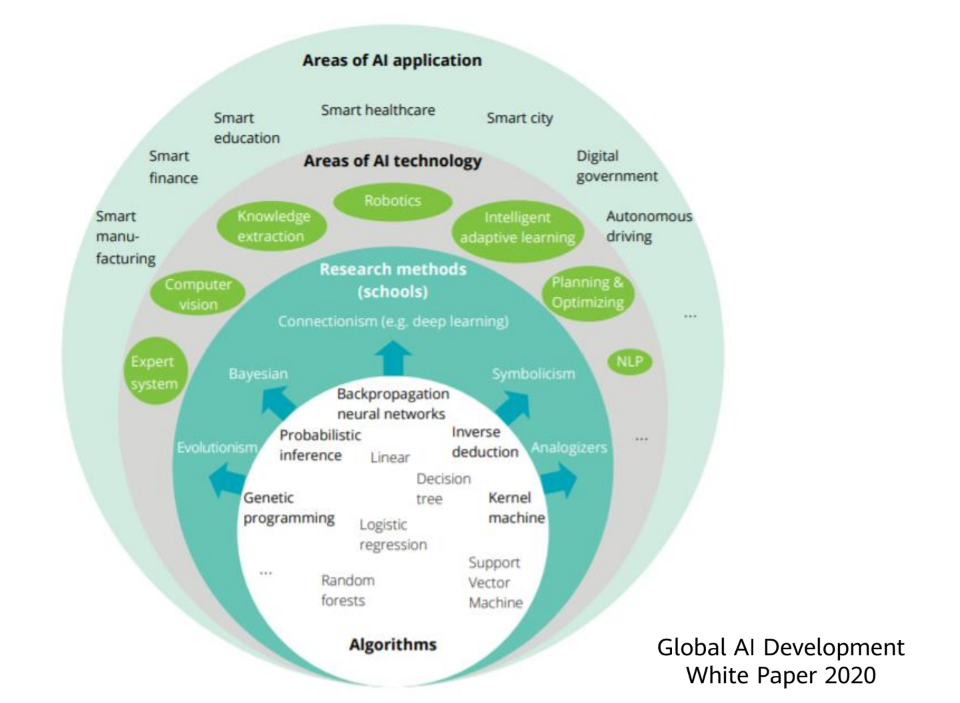 Areas of AI application
Smart healthcare
Smart
education
Smart city
Smart
finance
Digital
government
Smart
manu-
facturing
Autonomous
driving
...
Areas of AI technology
Robotics
Knowledge
extraction
Intelligent
adaptive learning
Computer
vision
Planning &
Optimizing
Expert
system
NLP
...
Research methods
(schools)
Connectionism (e.g. deep learning)
Bayesian
Symbolicism
Evolutionism
Analogizers
Backpropagation
neural networks
Probabilistic
inference
Inverse
deduction
Linear
Decision
tree
Genetic
programming
Kernel
machine
Logistic
regression
...
Random
forests
Support
Vector
Machine
Algorithms
Global AI Development
White Paper 2020